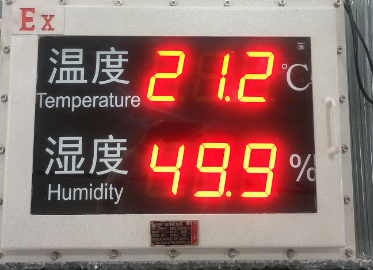 Ex
温度 21.2 ℃
Temperature
湿度 49.9 %
Humidity